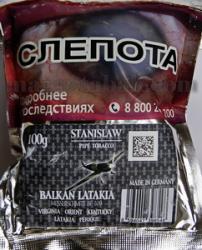 СЛЕПОТА
подробнее
последствиях
8 800
100g
STANISLAW
PIPE TOBACCO
BALKAN LATAKIA
VIRGINIA ORIENT KENTUCKY
LATAKIA PERIQUE
MADE IN GERMANY